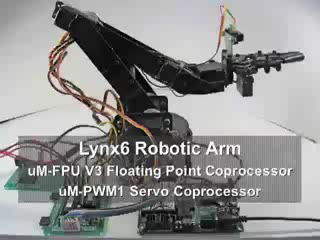 Lynx6 Robotic Arm
uM-FPU V3 Floating Point Coprocessor
uM-PWM1 Servo Coprocessor